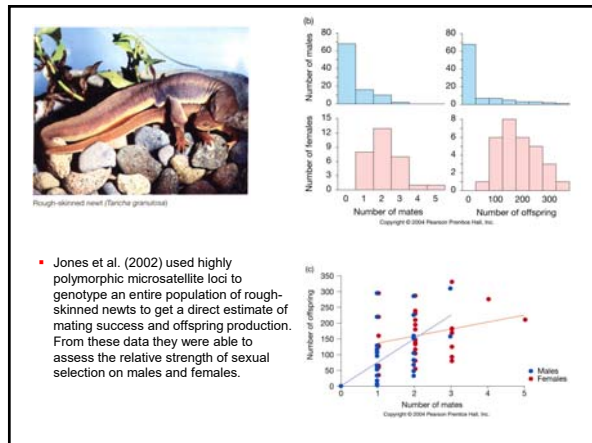 Rough-skinned newt (Taricha granulosa)
(b)
80
60
40
20
0
Number of males
80
60
40
20
0
15
12
9
6
3
0
Number of females
8
6
4
2
0
0 1 2 3 4 5
Number of mates
0 100 200 300
Number of offspring
Copyright © 2004 Pearson Prentice Hall, Inc.
Jones et al. (2002) used highly
polymorphic microsatellite loci to
genotype an entire population of rough-
skinned newts to get a direct estimate of
mating success and offspring production.
From these data they were able to
assess the relative strength of sexual
selection on males and females.
(c)
350
300
250
200
150
100
50
0
Number of offspring
0 1 2 3 4 5
Number of mates
Males
Females
Copyright © 2004 Pearson Prentice Hall, Inc.